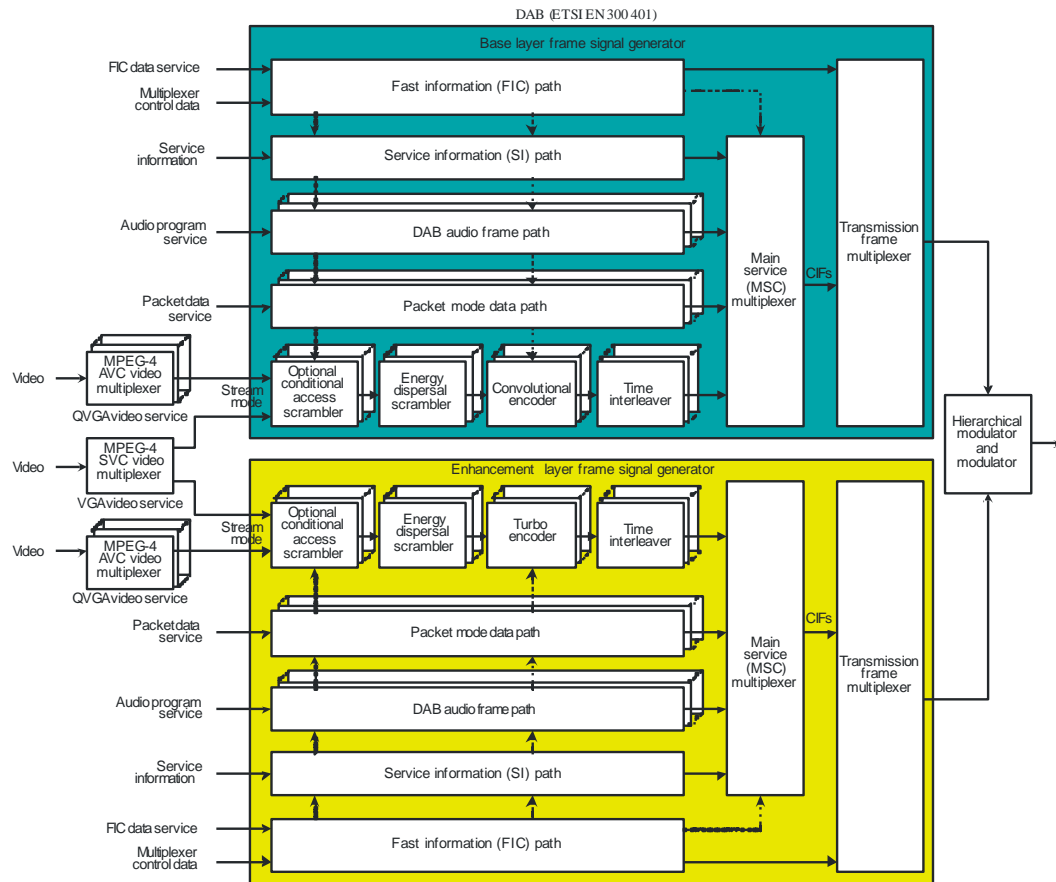 DAB (ETSI EN 300 401)
Base layer frame signal generator
FIC data service
Multiplexer
control data
Fast information (FIC) path
Service
information
Service information (SI) path
Audio program
service
DAB audio frame path
Packet data
service
Packet mode data path
Main
service
(MSC)
multiplexer
CIFs
Transmission
frame
multiplexer
Video
MPEG-4
AVC video
multiplexer
QVGA video service
Stream
mode
Optional
conditional
access
scrambler
Energy
dispersal
scrambler
Convolutional
encoder
Time
interleaver
Video
MPEG-4
SVC video
multiplexer
VGA video service
Hierarchical
modulator
and
modulator
Enhancement layer frame signal generator
Video
MPEG-4
AVC video
multiplexer
QVGA video service
Stream
mode
Optional
conditional
access
scrambler
Energy
dispersal
scrambler
Turbo
encoder
Time
interleaver
Packet data
service
Packet mode data path
Audio program
service
DAB audio frame path
Main
service
(MSC)
multiplexer
CIFs
Transmission
frame
multiplexer
Service
information
Service information (SI) path
FIC data service
Multiplexer
control data
Fast information (FIC) path